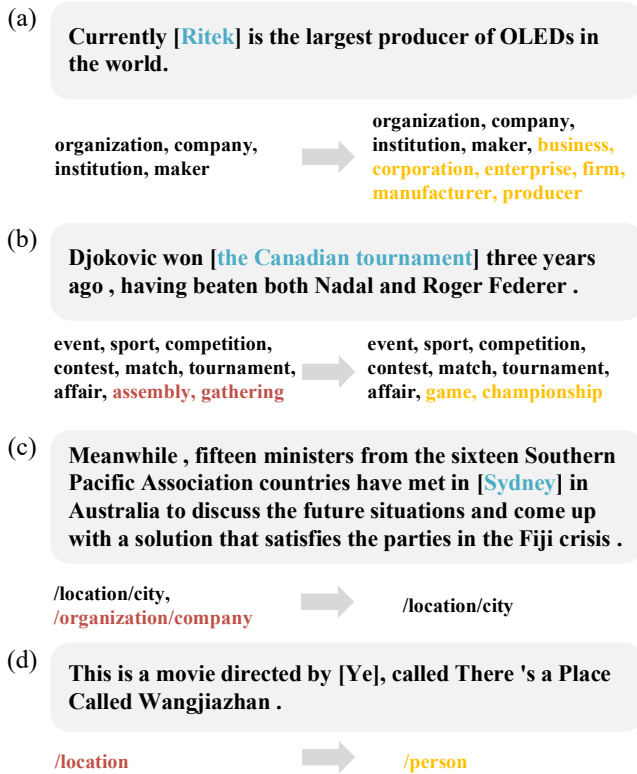 (a)
Currently [Ritek] is the largest producer of OLEDs in
the world.
organization, company,
institution, maker
organization, company,
institution, maker, business,
corporation, enterprise, firm,
manufacturer, producer
(b)
Djokovic won [the Canadian tournament] three years
ago , having beaten both Nadal and Roger Federer .
event, sport, competition,
contest, match, tournament,
affair, assembly, gathering
event, sport, competition,
contest, match, tournament,
affair, game, championship
(c)
Meanwhile , fifteen ministers from the sixteen Southern
Pacific Association countries have met in [Sydney] in
Australia to discuss the future situations and come up
with a solution that satisfies the parties in the Fiji crisis .
/location/city,
/organization/company
/location/city
(d)
This is a movie directed by [Ye], called There 's a Place
Called Wangjiazhan .
/location
/person